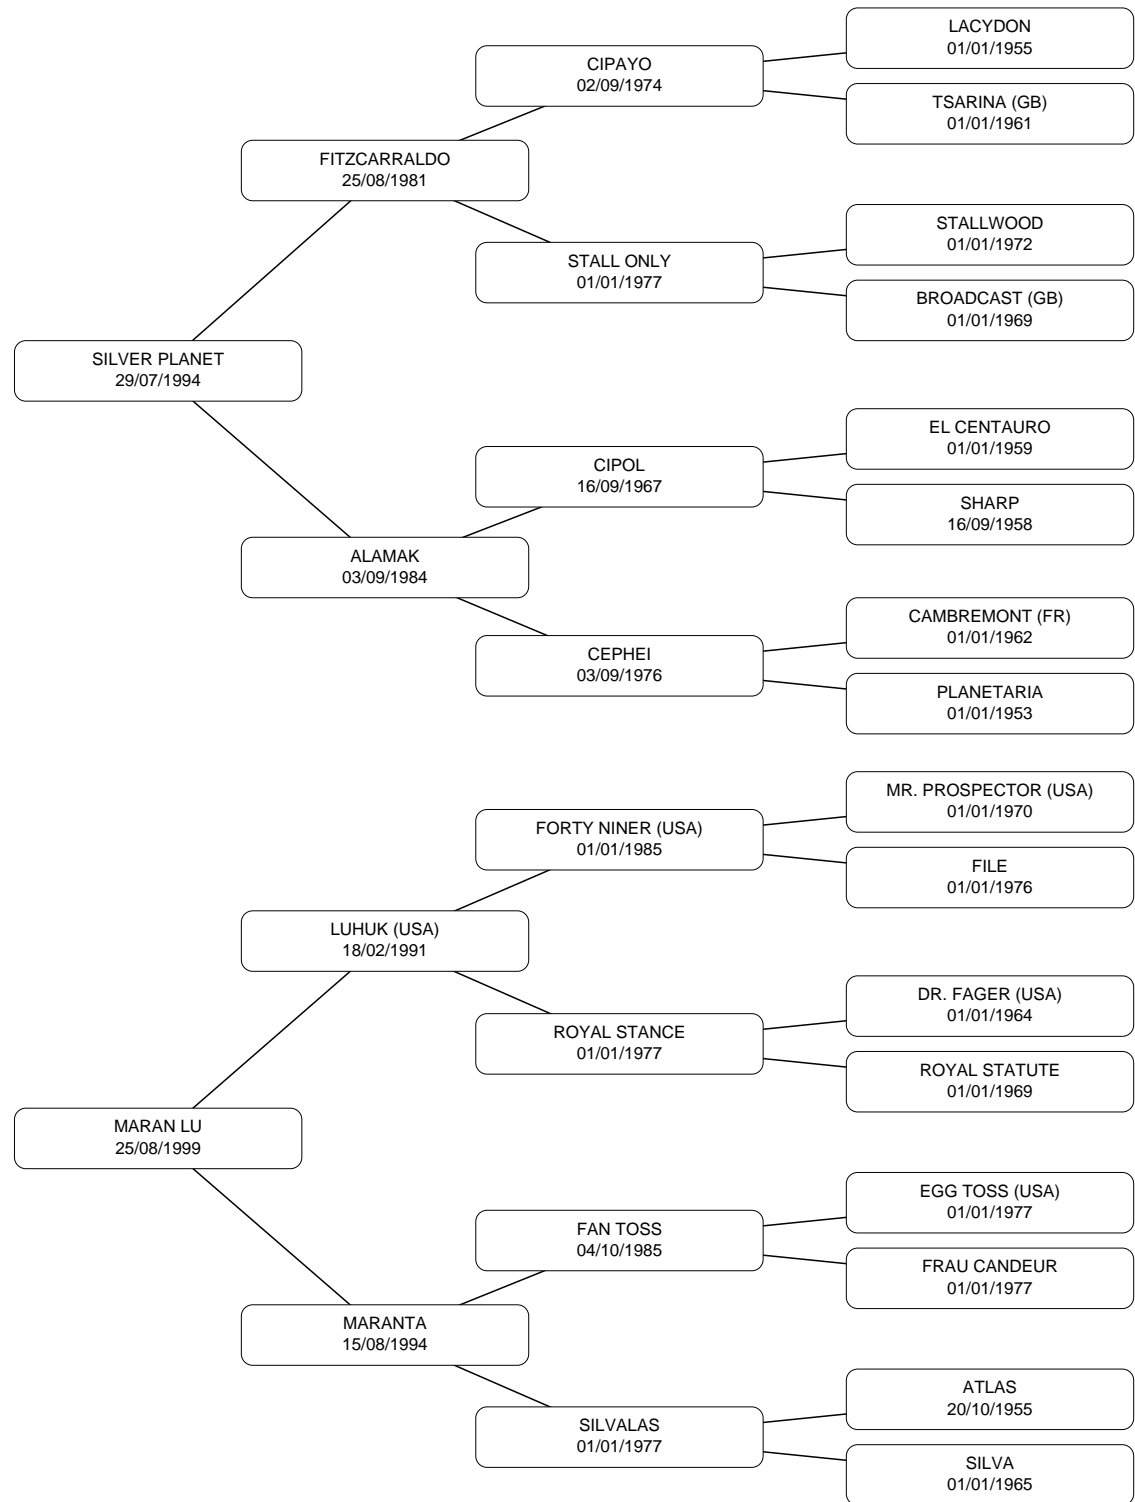 LACYDON
01/01/1955
CIPAYO
02/09/1974
TSARINA (GB)
01/01/1961
FITZCARRALDO
25/08/1981
STALLWOOD
01/01/1972
STALL ONLY
01/01/1977
BROADCAST (GB)
01/01/1969
SILVER PLANET
29/07/1994
EL CENTAURO
01/01/1959
CIPOL
16/09/1967
SHARP
16/09/1958
ALAMAK
03/09/1984
CAMBREMONT (FR)
01/01/1962
CEPHEI
03/09/1976
PLANETARIA
01/01/1953
MR. PROSPECTOR (USA)
01/01/1970
FORTY NINER (USA)
01/01/1985
FILE
01/01/1976
LUHUK (USA)
18/02/1991
DR. FAGER (USA)
01/01/1964
ROYAL STANCE
01/01/1977
ROYAL STATUTE
01/01/1969
MARAN LU
25/08/1999
EGG TOSS (USA)
01/01/1977
FAN TOSS
04/10/1985
FRAU CANDEUR
01/01/1977
MARANTA
15/08/1994
ATLAS
20/10/1955
SILVALAS
01/01/1977
SILVA
01/01/1965